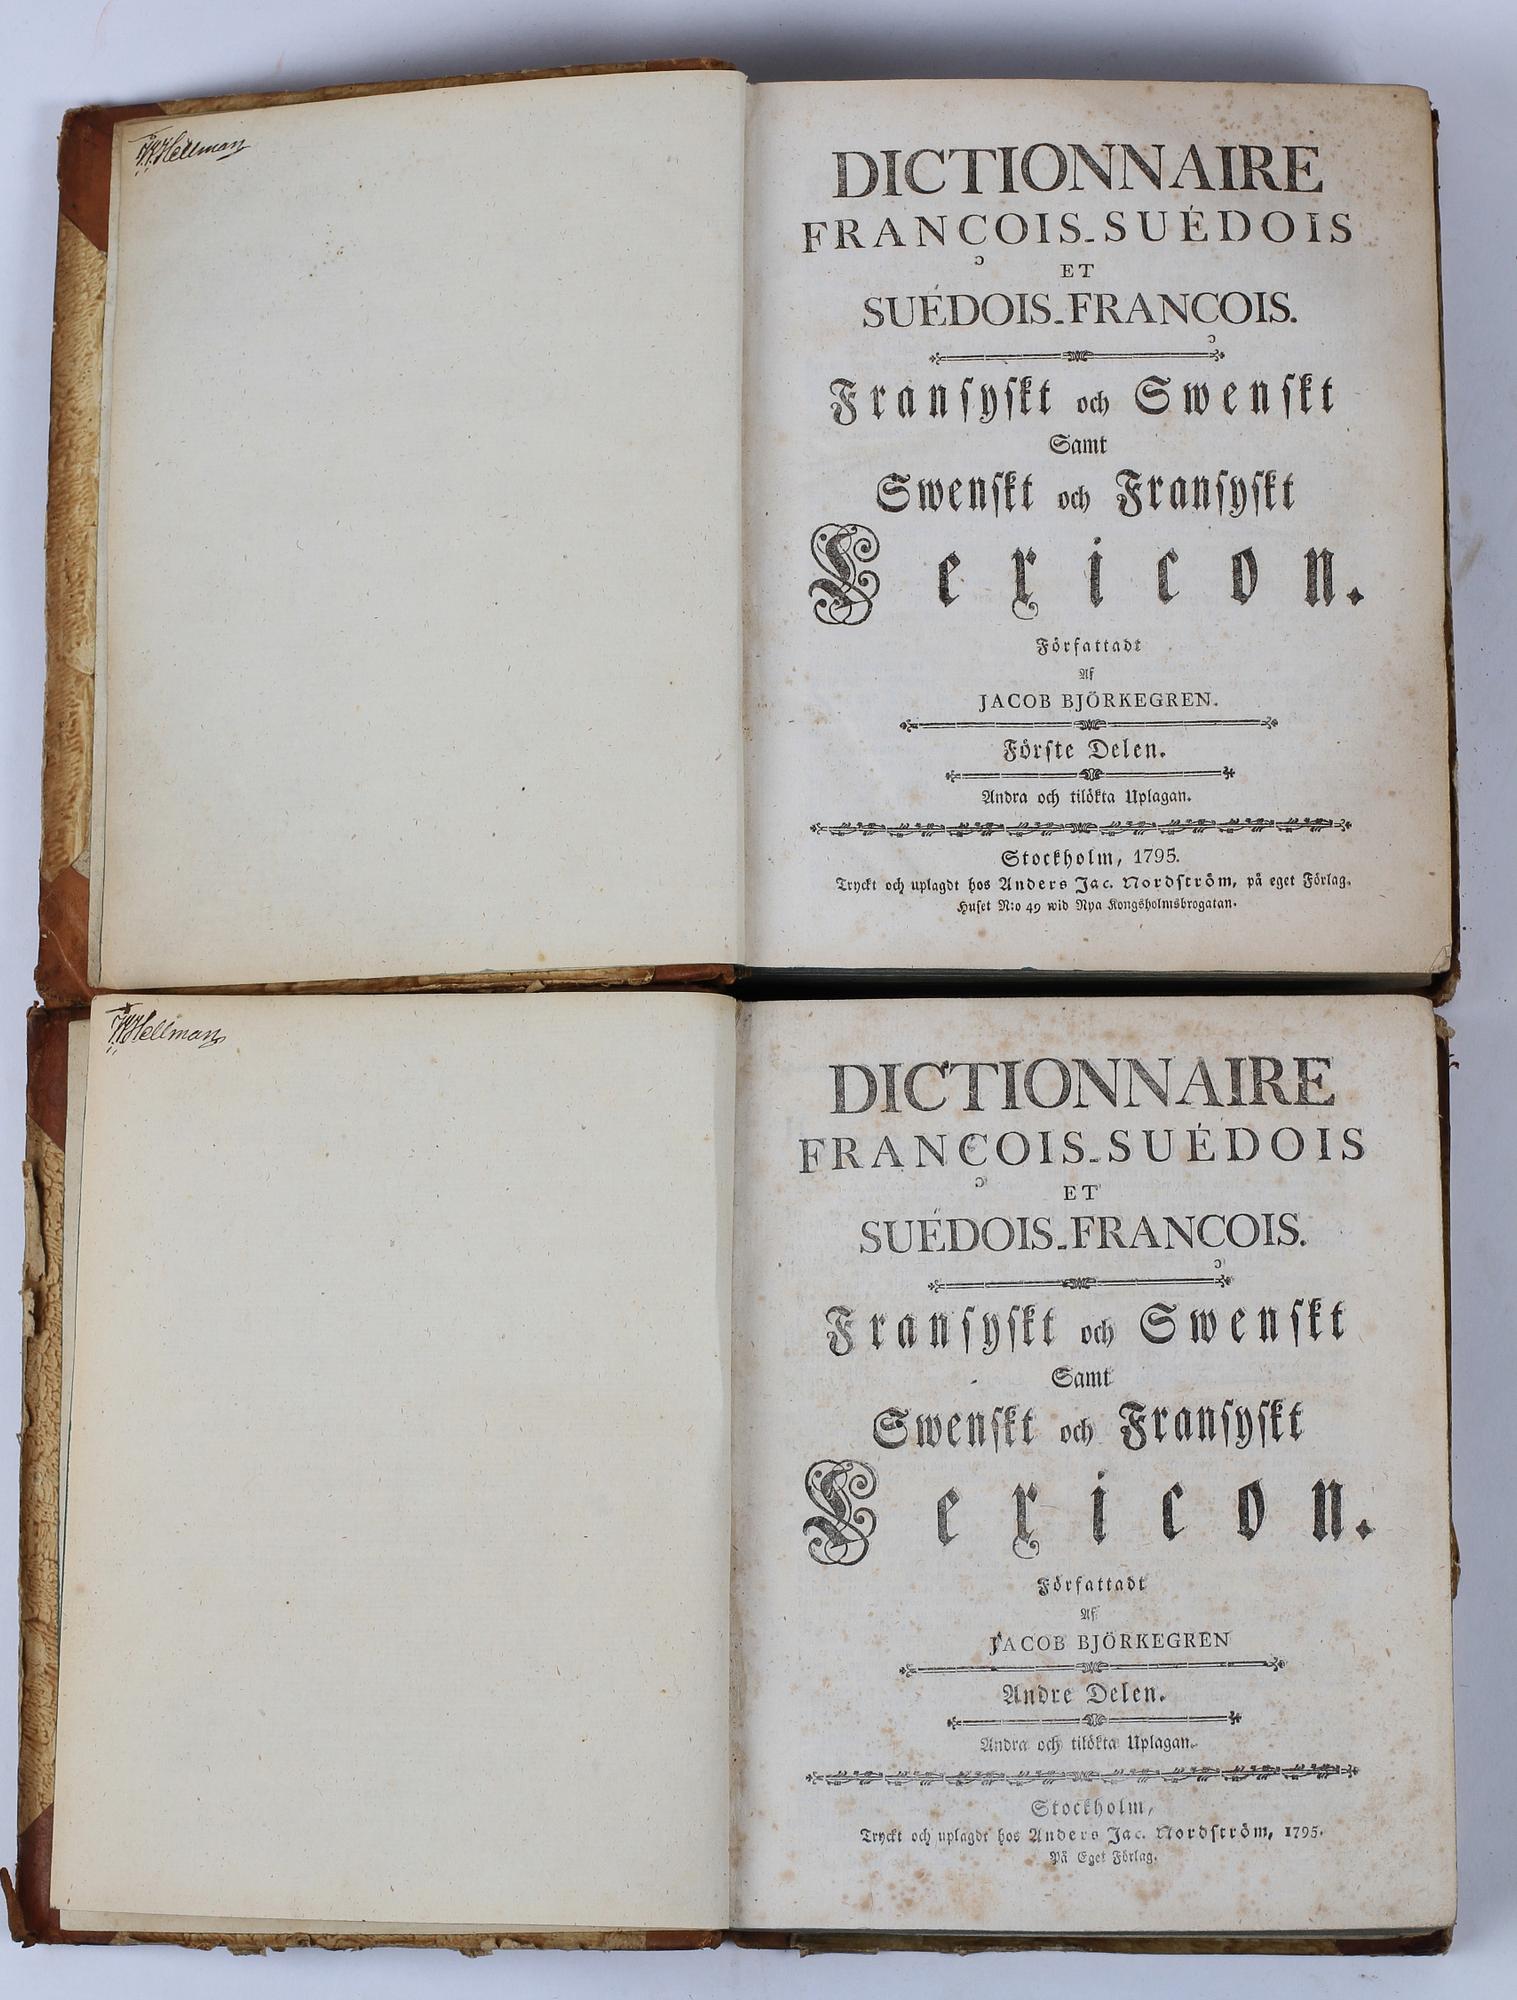 Hellman
DICTIONNAIRE
FRANÇOIS-SUÉDOIS
ET
SUÉDOIS-FRANÇOIS.
Franſyſkt och Swenſkt
Samt
Swenſkt och Franſyſkt
Lexicon.
Författadt
Af
JACOB BJÖRKEGREN.
Förſte Delen.
Andra och tilökta Uplagan.
Stockholm, 1795.
Tryckt och uplagdt hos Anders Jac. Nordſtröm, på eget Förlag.
Huſet N:o 49 wid Nya Kongsholmsbrogatan.
Hellman
DICTIONNAIRE
FRANÇOIS-SUÉDOIS
ET
SUÉDOIS-FRANÇOIS.
Franſyſkt och Swenſkt
Samt
Swenſkt och Franſyſkt
Lexicon.
Författadt
Af
JACOB BJÖRKEGREN
Andre Delen.
Andra och tilökta Uplagan.
Stockholm,
Tryckt och uplagdt hos Anders Jac. Nordſtröm, 1795.
På Eget Förlag.